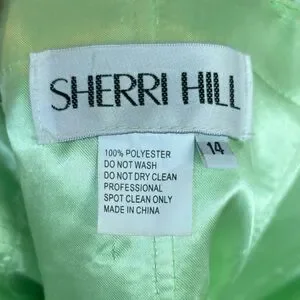 SHERRI HILL
14
100% POLYESTER
DO NOT WASH
DO NOT DRY CLEAN
PROFESSIONAL
SPOT CLEAN ONLY
MADE IN CHINA